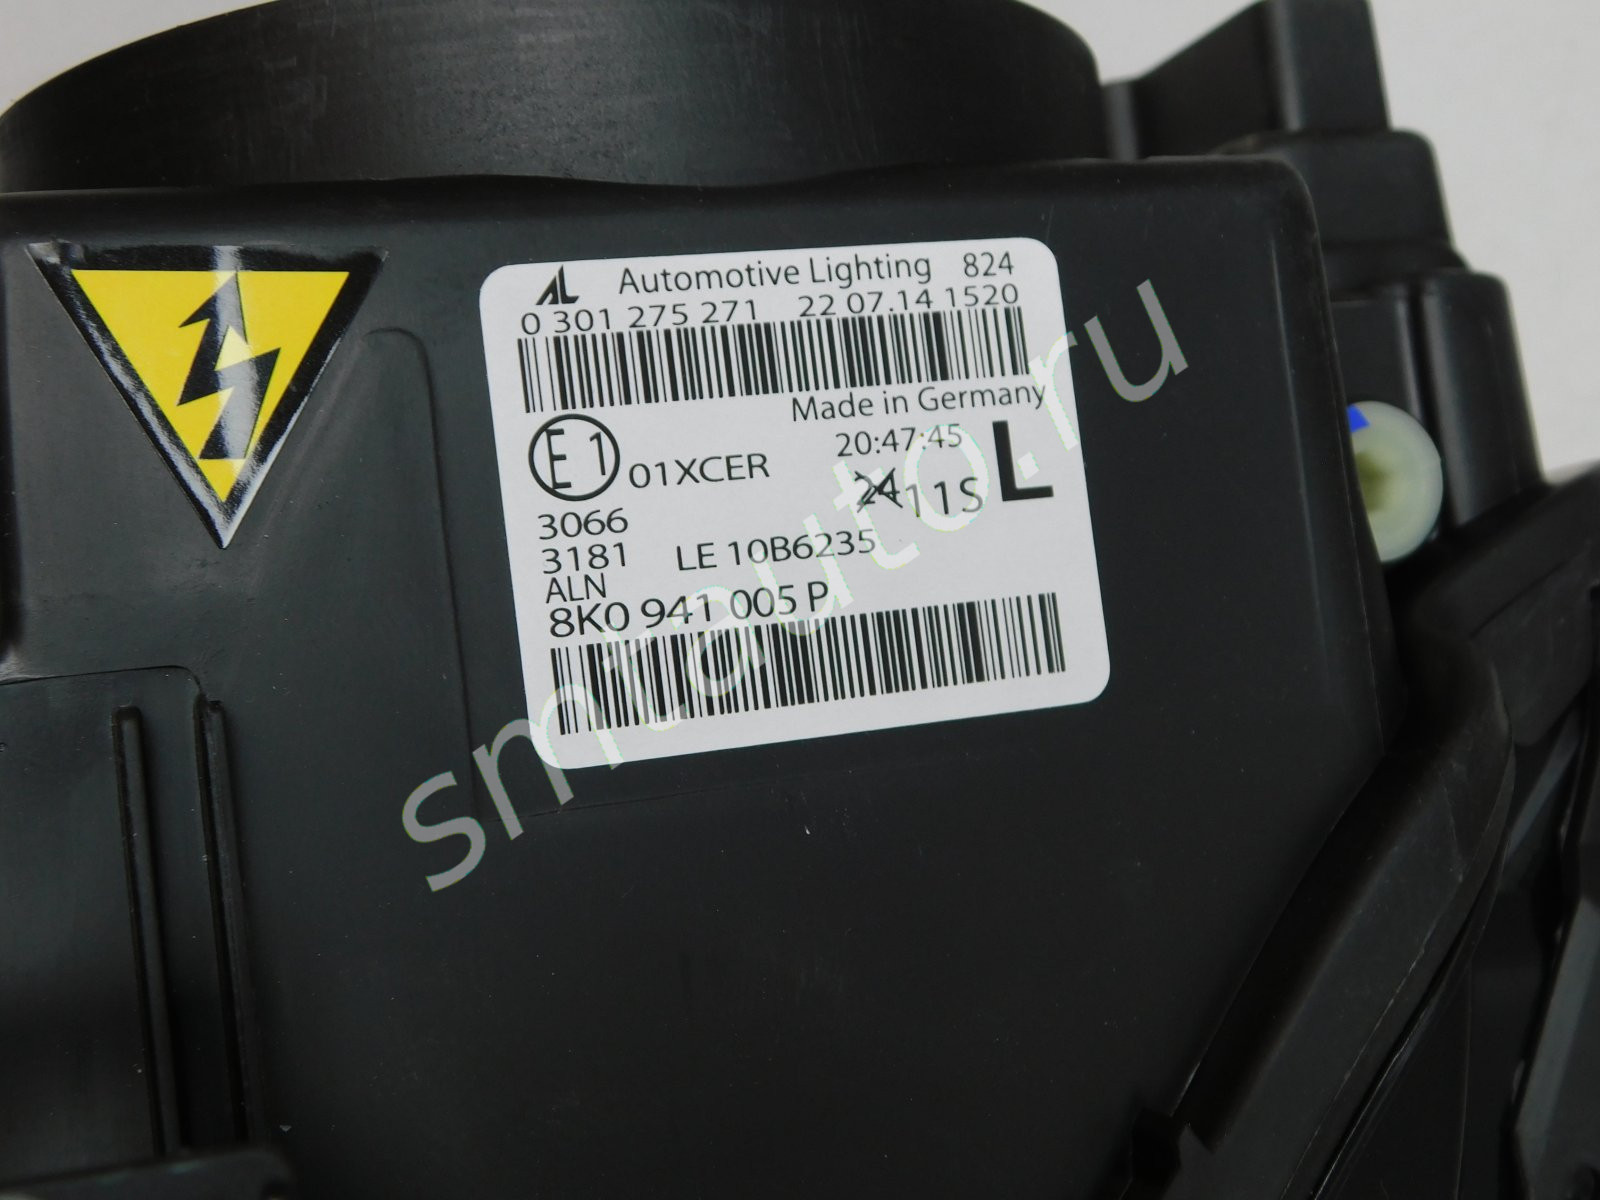 AL Automotive Lighting 824
0 301 275 271 22 07.14 1520
Made in Germany
E1 01XCER 20:47:45
24 11S L
3066
3181 LE 10B6235
ALN
8K0 941 005 P
smtauto.ru